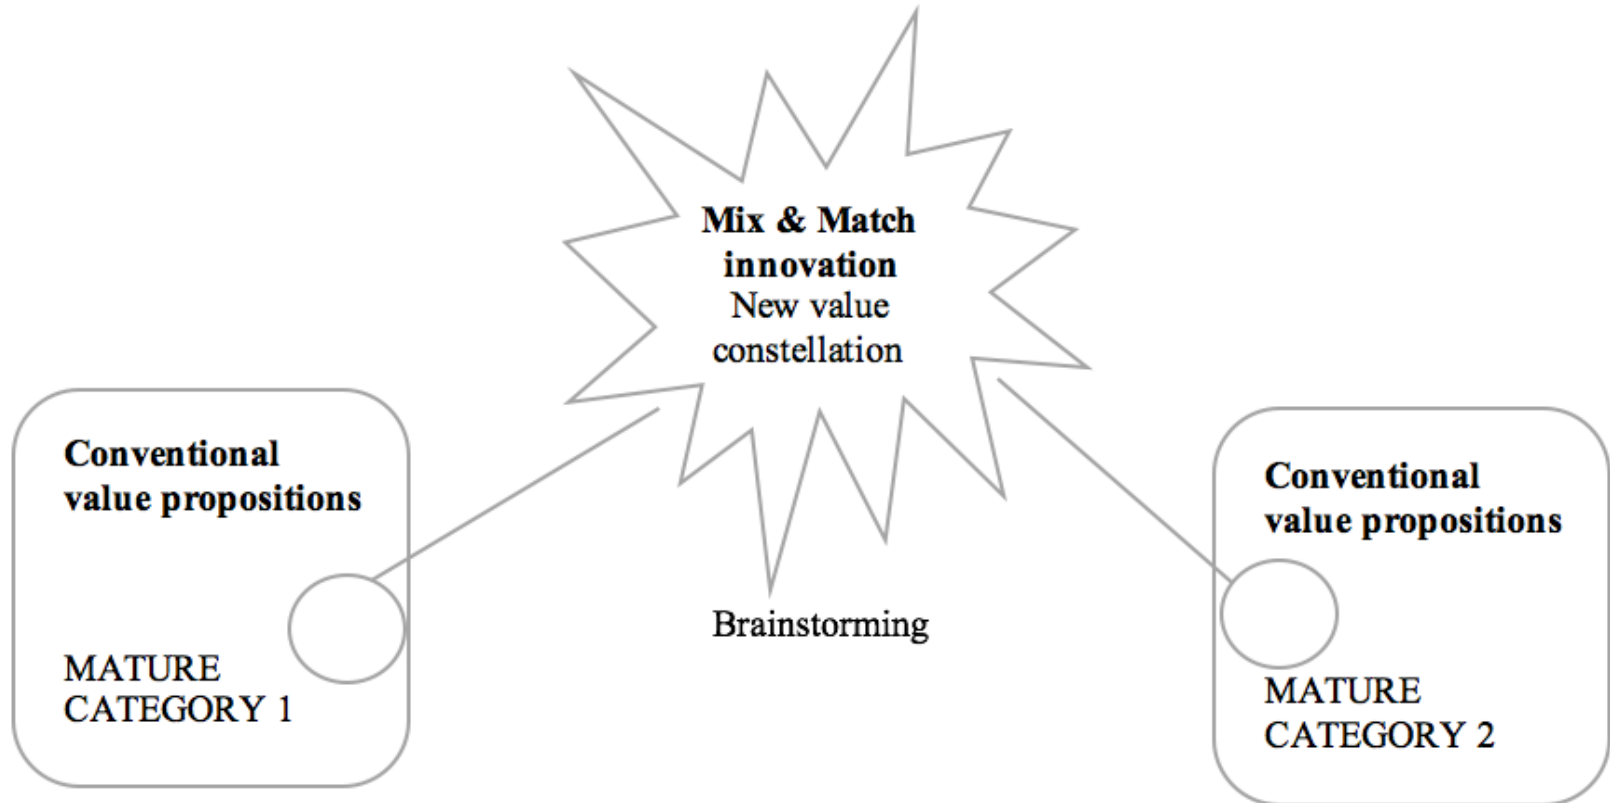 Mix & Match
innovation
New value
constellation
Conventional
value propositions
MATURE
CATEGORY 1
Brainstorming
Conventional
value propositions
MATURE
CATEGORY 2